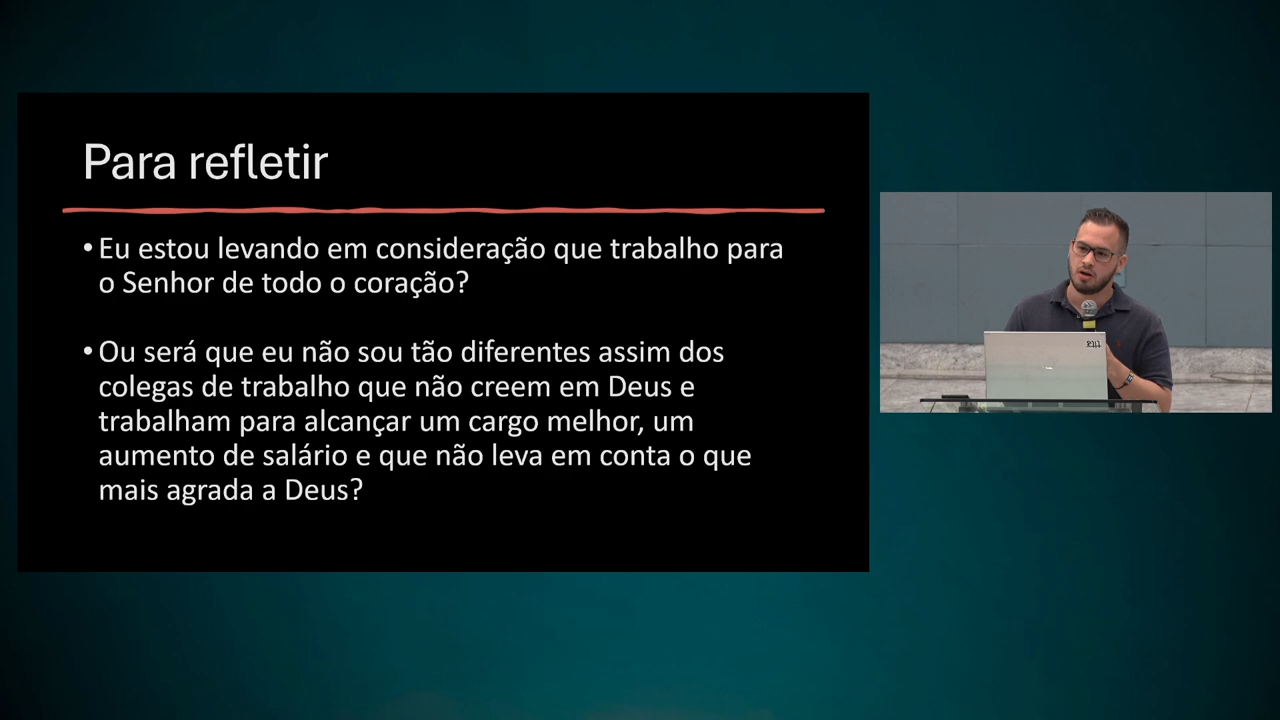 Para refletir
• Eu estou levando em consideração que trabalho para
o Senhor de todo o coração?
• Ou será que eu não sou tão diferentes assim dos
colegas de trabalho que não creem em Deus e
trabalham para alcançar um cargo melhor, um
aumento de salário e que não leva em conta o que
mais agrada a Deus?